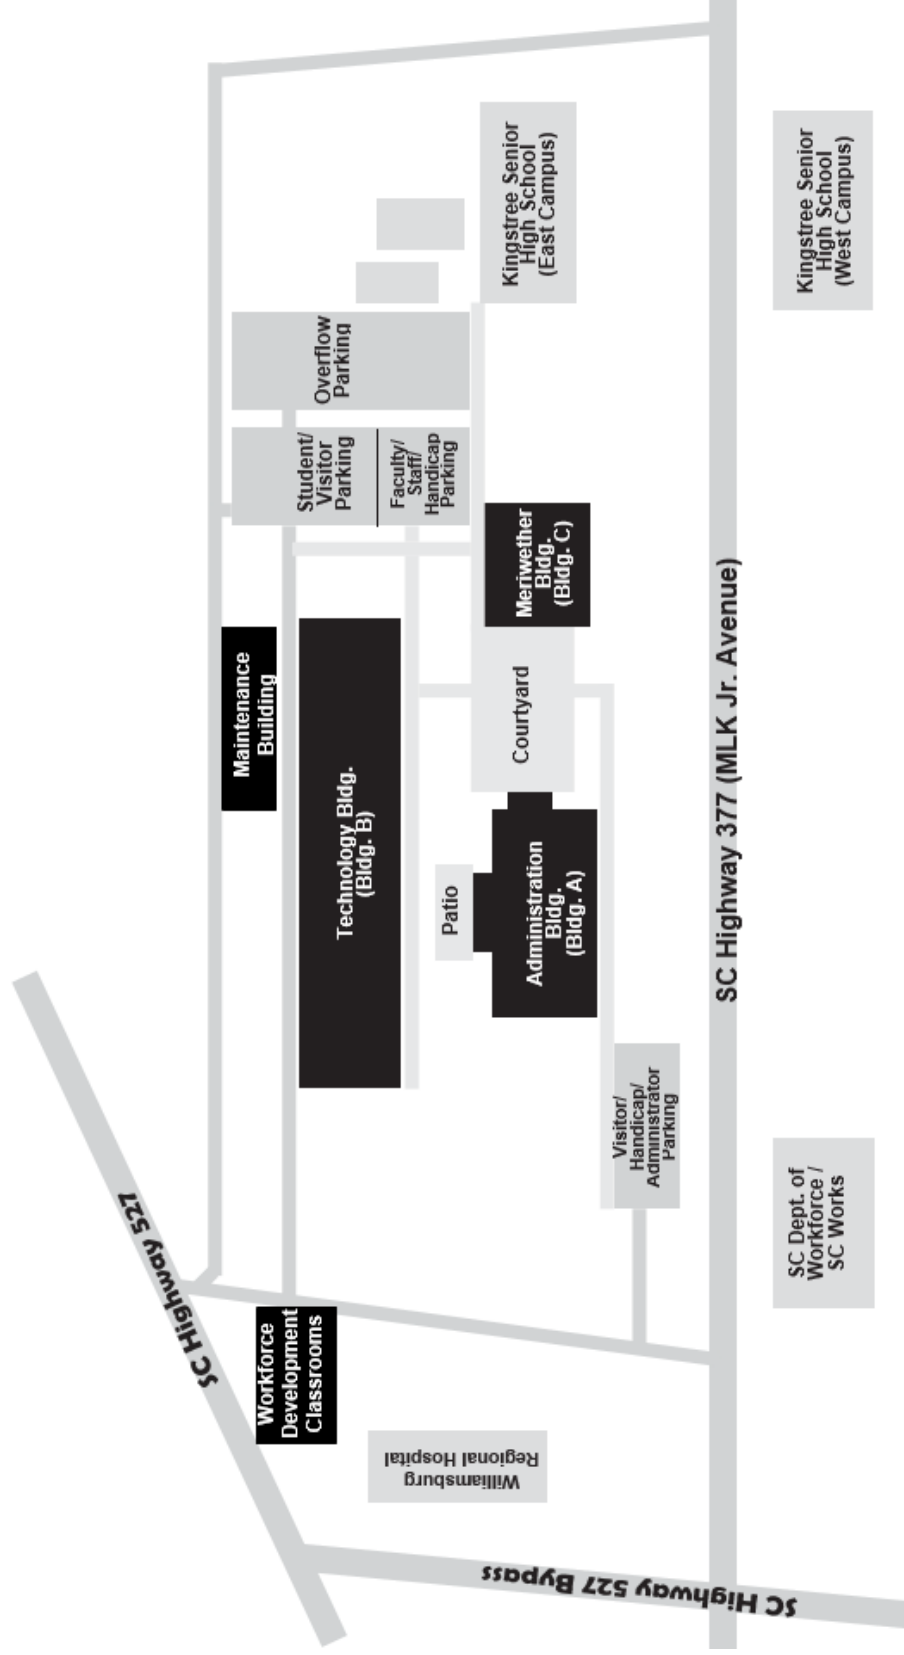 Kingstree Senior
High School
(East Campus)
Kingstree Senior
High School
(West Campus)
Overflow
Parking
Student/
Visitor
Parking
Faculty/
Staff/
Handicap
Parking
Meriwether
Bldg.
(Bldg. C)
Maintenance
Building
Courtyard
Technology Bldg.
(Bldg. B)
Patio
Administration
Bldg.
(Bldg. A)
SC Highway 377 (MLK Jr. Avenue)
Visitor/
Handicap/
Administrator
Parking
SC Dept. of
Workforce /
SC Works
SC Highway 527
Workforce
Development
Classrooms
Williamsburg
Regional Hospital
SC Highway 527 Bypass